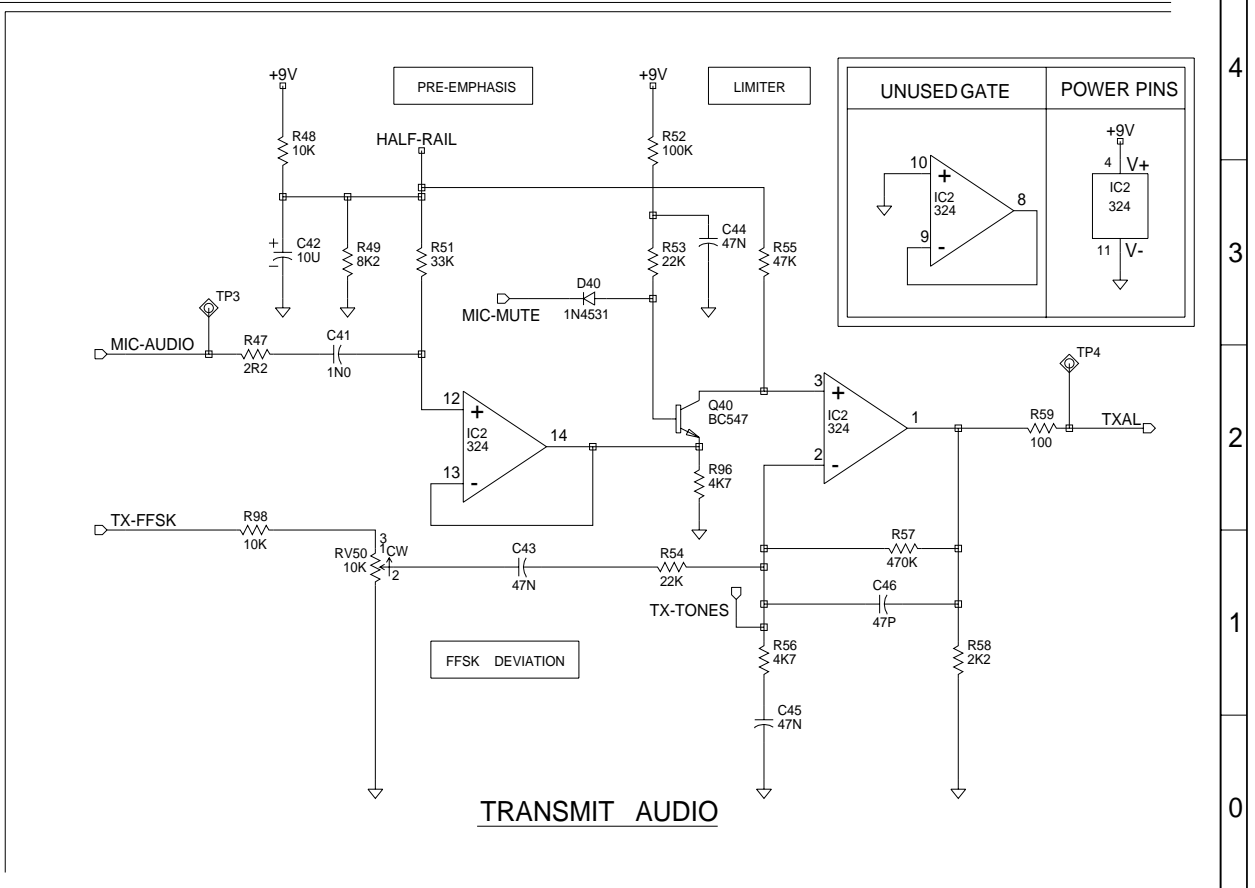 +9V
PRE-EMPHASIS
+9V
LIMITER
UNUSED GATE
POWER PINS
4
R48
10K
HALF-RAIL
R52
100K
10
+
IC2
324
8
9
-
+9V
4 V+
IC2
324
11 V-
+
C42
10U
-
R49
8K2
R51
33K
R53
22K
C44
47N
R55
47K
3
TP3
D40
MIC-MUTE
1N4531
MIC-AUDIO
R47
2R2
C41
1N0
TP4
12
+
IC2
324
14
13
-
Q40
BC547
3
+
IC2
324
1
2
-
R59
100
TXAL
2
R96
4K7
TX-FFSK
R98
10K
3
1
CW
RV50
10K
2
C43
47N
R54
22K
R57
470K
C46
47P
TX-TONES
1
FFSK DEVIATION
R56
4K7
R58
2K2
C45
47N
TRANSMIT AUDIO
0